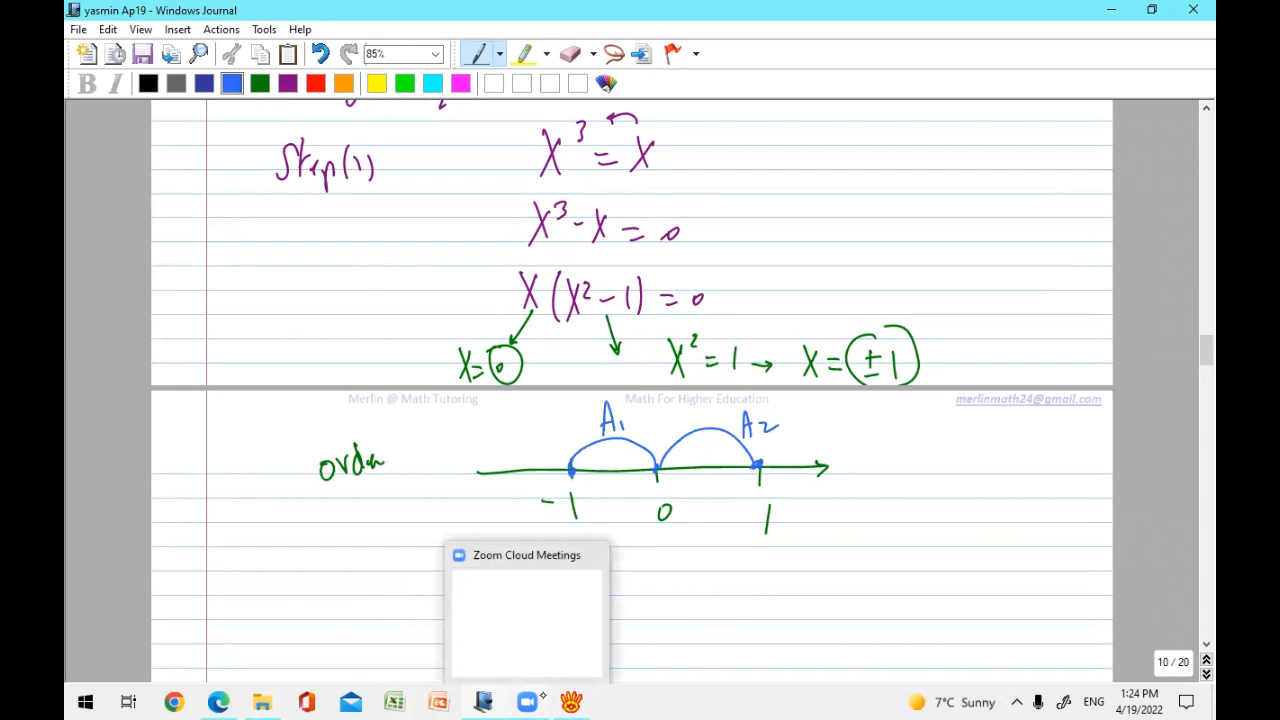 yasmin Ap19 - Windows Journal
File Edit View Insert Actions Tools Help
85%
B I
X³ = X
Step(1)
X³ - X = 0
X(X² - 1) = 0
X = 0 X² = 1 → X = ± 1
Merlin @ Math Tutoring Math For Higher Education merlinmath24@gmail.com
A1 A2
order
-1 0 1
Zoom Cloud Meetings
10 / 20
7°C Sunny ENG 1:24 PM
4/19/2022